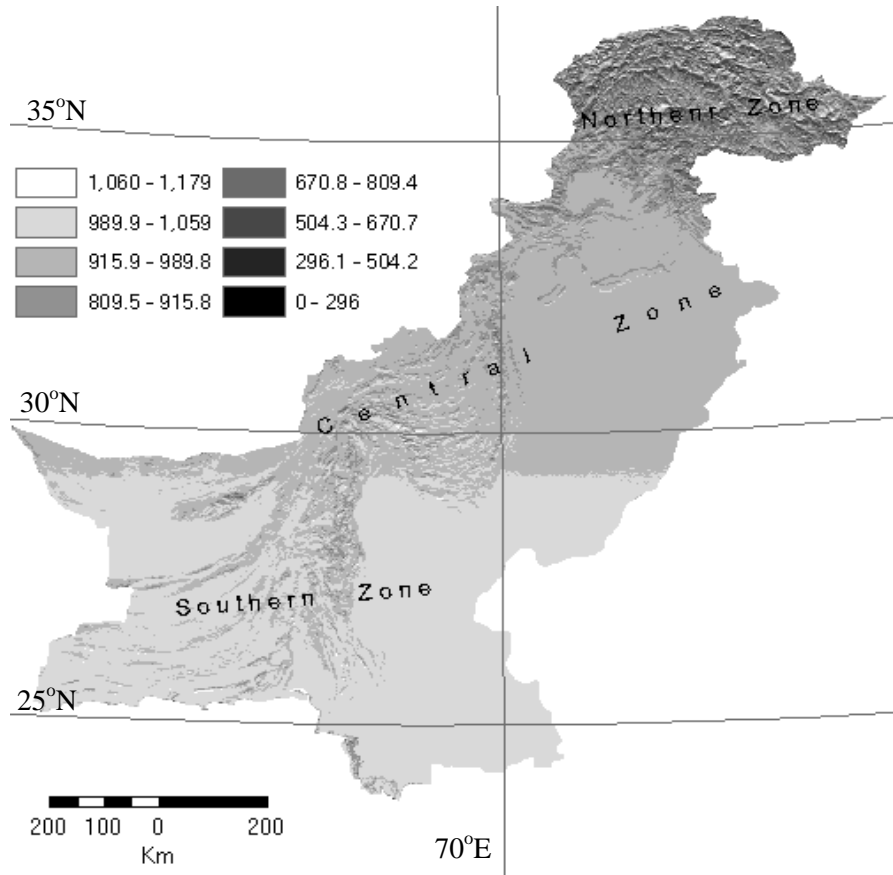 35°N
Northenr Zone
1,060 - 1,179
989.9 - 1,059
915.9 - 989.8
809.5 - 915.8
670.8 - 809.4
504.3 - 670.7
296.1 - 504.2
0 - 296
Central Zone
30°N
Southern Zone
25°N
200 100 0 200
Km
70°E